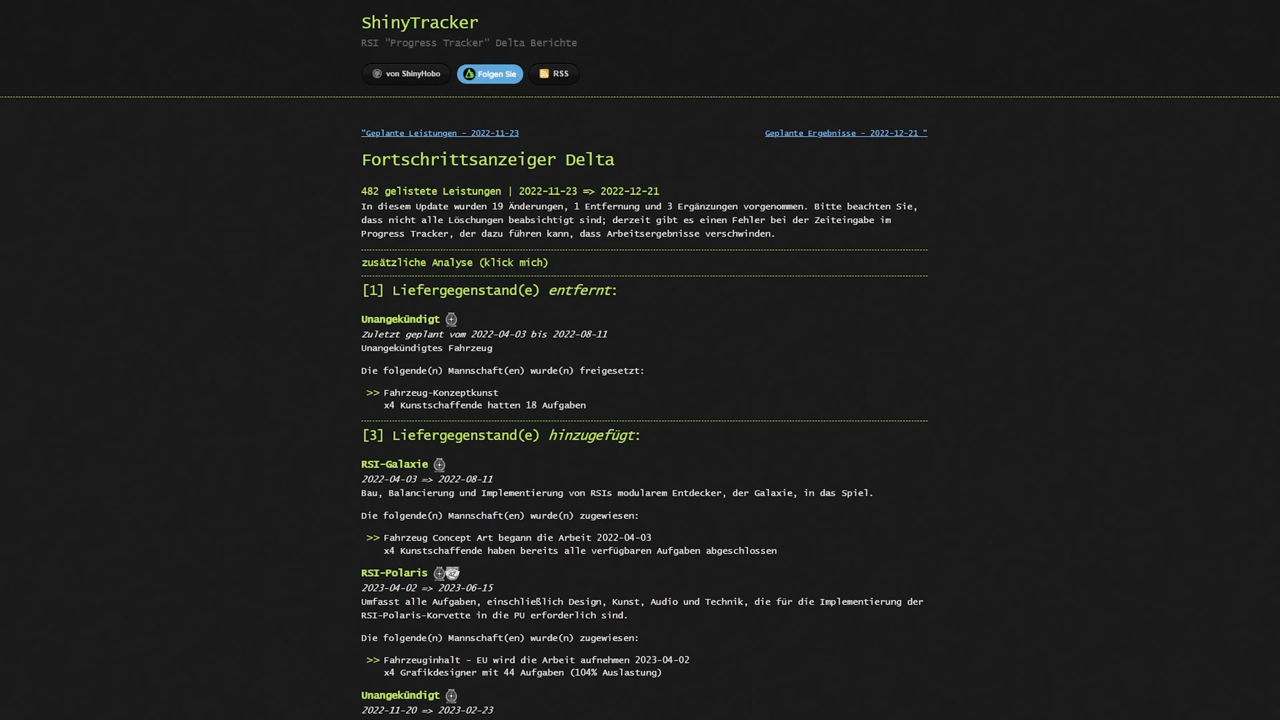 ShinyTracker
RSI "Progress Tracker" Delta Berichte
von ShinyHobo
Folgen Sie
RSS
"Geplante Leistungen - 2022-11-23
Geplante Ergebnisse - 2022-12-21 "
Fortschrittsanzeiger Delta
482 gelistete Leistungen | 2022-11-23 => 2022-12-21
In diesem Update wurden 19 Änderungen, 1 Entfernung und 3 Ergänzungen vorgenommen. Bitte beachten Sie,
dass nicht alle Löschungen beabsichtigt sind; derzeit gibt es einen Fehler bei der Zeiteingabe im
Progress Tracker, der dazu führen kann, dass Arbeitsergebnisse verschwinden.
zusätzliche Analyse (klick mich)
[1] Liefergegenstand(e) entfernt:
Unangekündigt
Zuletzt geplant vom 2022-04-03 bis 2022-08-11
Unangekündigtes Fahrzeug
Die folgende(n) Mannschaft(en) wurde(n) freigesetzt:
>> Fahrzeug-Konzeptkunst
x4 Kunstschaffende hatten 18 Aufgaben
[3] Liefergegenstand(e) hinzugefügt:
RSI-Galaxie
2022-04-03 => 2022-08-11
Bau, Balancierung und Implementierung von RSIs modularem Entdecker, der Galaxie, in das Spiel.
Die folgende(n) Mannschaft(en) wurde(n) zugewiesen:
>> Fahrzeug Concept Art begann die Arbeit 2022-04-03
x4 Kunstschaffende haben bereits alle verfügbaren Aufgaben abgeschlossen
RSI-Polaris
2023-04-02 => 2023-06-15
Umfasst alle Aufgaben, einschließlich Design, Kunst, Audio und Technik, die für die Implementierung der
RSI-Polaris-Korvette in die PU erforderlich sind.
Die folgende(n) Mannschaft(en) wurde(n) zugewiesen:
>> Fahrzeuginhalt - EU wird die Arbeit aufnehmen 2023-04-02
x4 Grafikdesigner mit 44 Aufgaben (104% Auslastung)
Unangekündigt
2022-11-20 => 2023-02-23